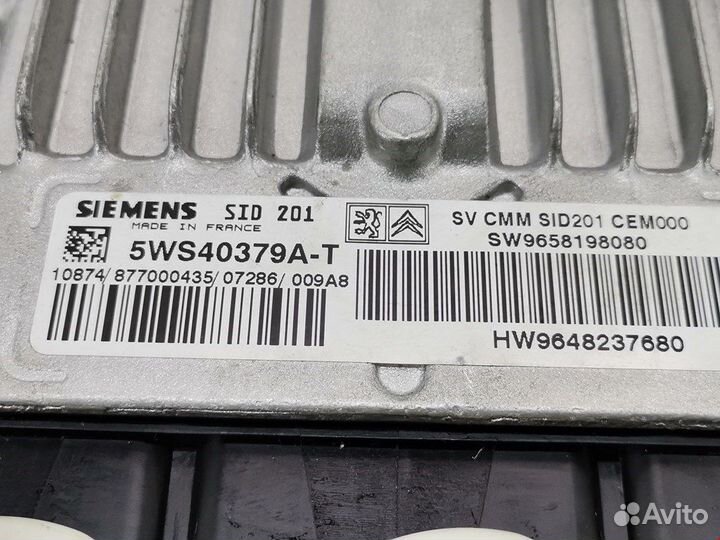 SIEMENS SID 201
MADE IN FRANCE
5WS40379A-T
10874/877000435/07286/009A8
SV CMM SID201 CEM000
SW9658198080
HW9648237680
Avito